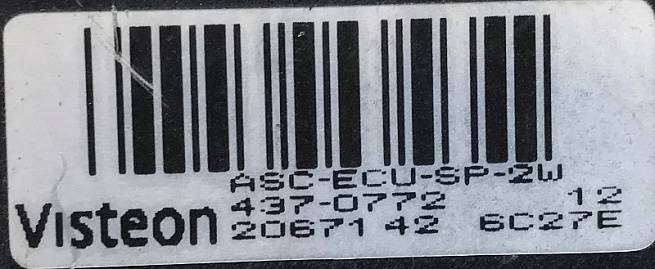 ASC-ECU-SP-2W
Visteon 437-0772 12
20671 42 6C27E